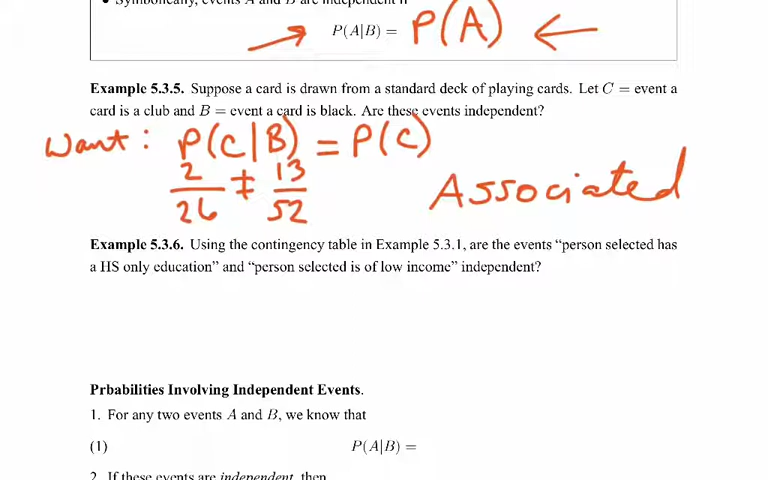 • Symbolically, events A and B are independent if
P(A|B) = P(A)
Example 5.3.5. Suppose a card is drawn from a standard deck of playing cards. Let C = event a
card is a club and B = event a card is black. Are these events independent?
Want : P(C|B) = P(C)
2/26 ≠ 13/52 Associated
Example 5.3.6. Using the contingency table in Example 5.3.1, are the events “person selected has
a HS only education” and “person selected is of low income” independent?
Prbabilities Involving Independent Events.
1. For any two events A and B, we know that
(1) P(A|B) =
2. If these events are independent, then